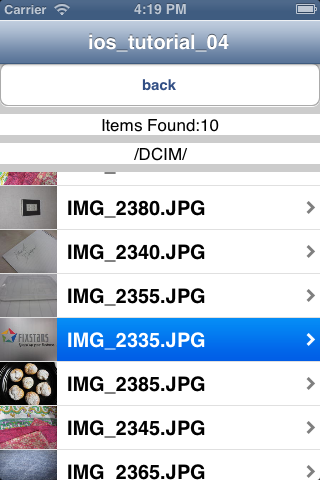 Carrier 4:19 PM
ios_tutorial_04
back
Items Found:10
/DCIM/
IMG_2380.JPG
IMG_2340.JPG
IMG_2355.JPG
FIXSTARS
IMG_2335.JPG
IMG_2385.JPG
IMG_2345.JPG
IMG_2365.JPG